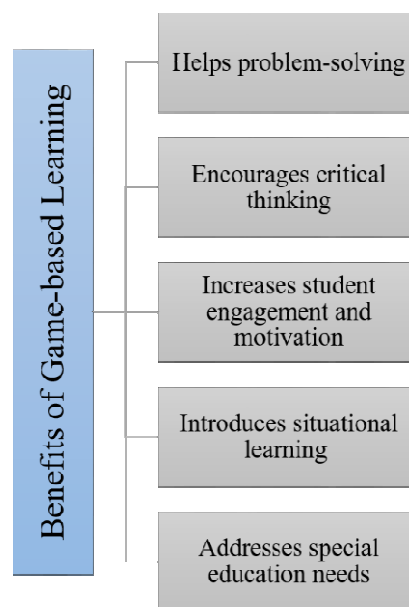 Benefits of Game-based Learning
Helps problem-solving
Encourages critical
thinking
Increases student
engagement and
motivation
Introduces situational
learning
Addresses special
education needs